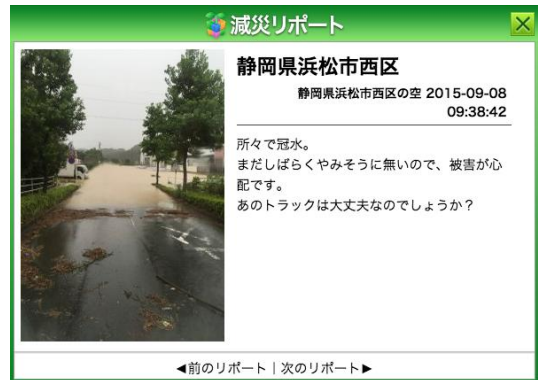 減災リポート
静岡県浜松市西区
静岡県浜松市西区の空 2015-09-08
09:38:42
所々で冠水。
まだしばらくやみそうに無いので、被害が心
配です。
あのトラックは大丈夫なのでしょうか？
◀前のリポート｜次のリポート▶